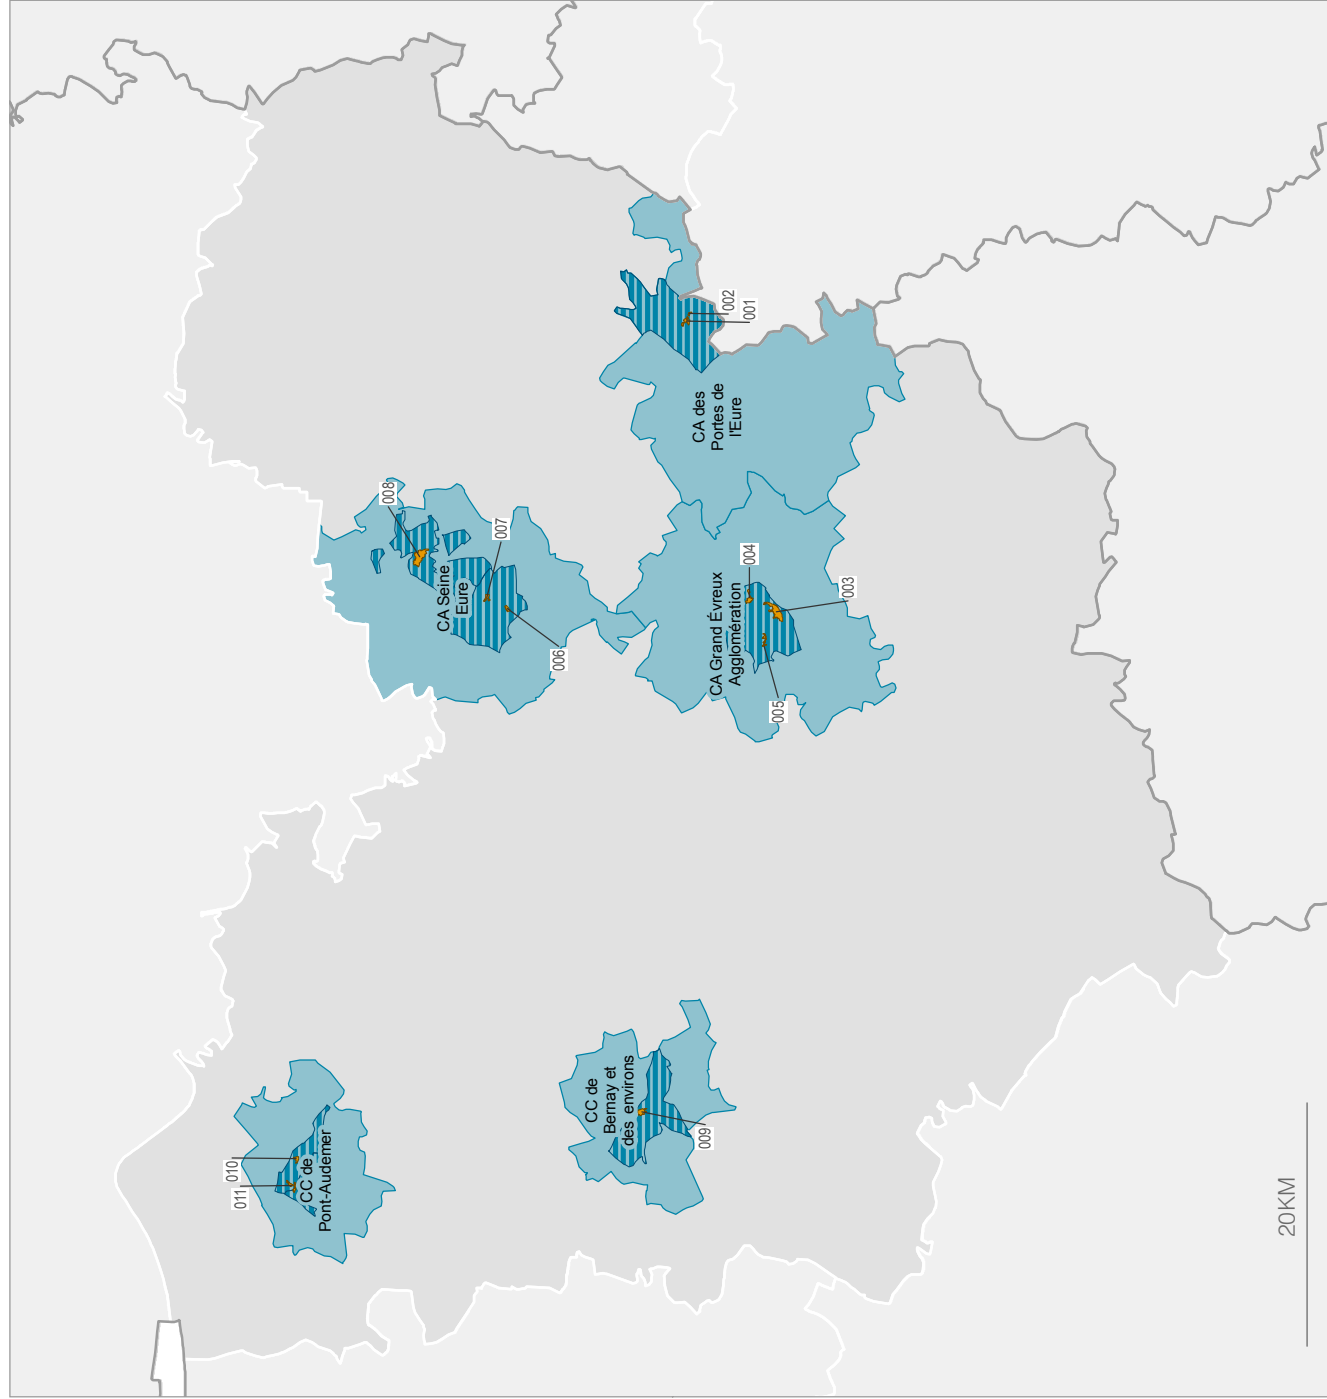 011
010
CC de
Pont-Audemer
008
007
006
CA Seine
Eure
CC de
Bernay et
des environs
009
002
001
CA des
Portes de
l'Eure
004
003
005
CA Grand Évreux
Agglomération
20KM